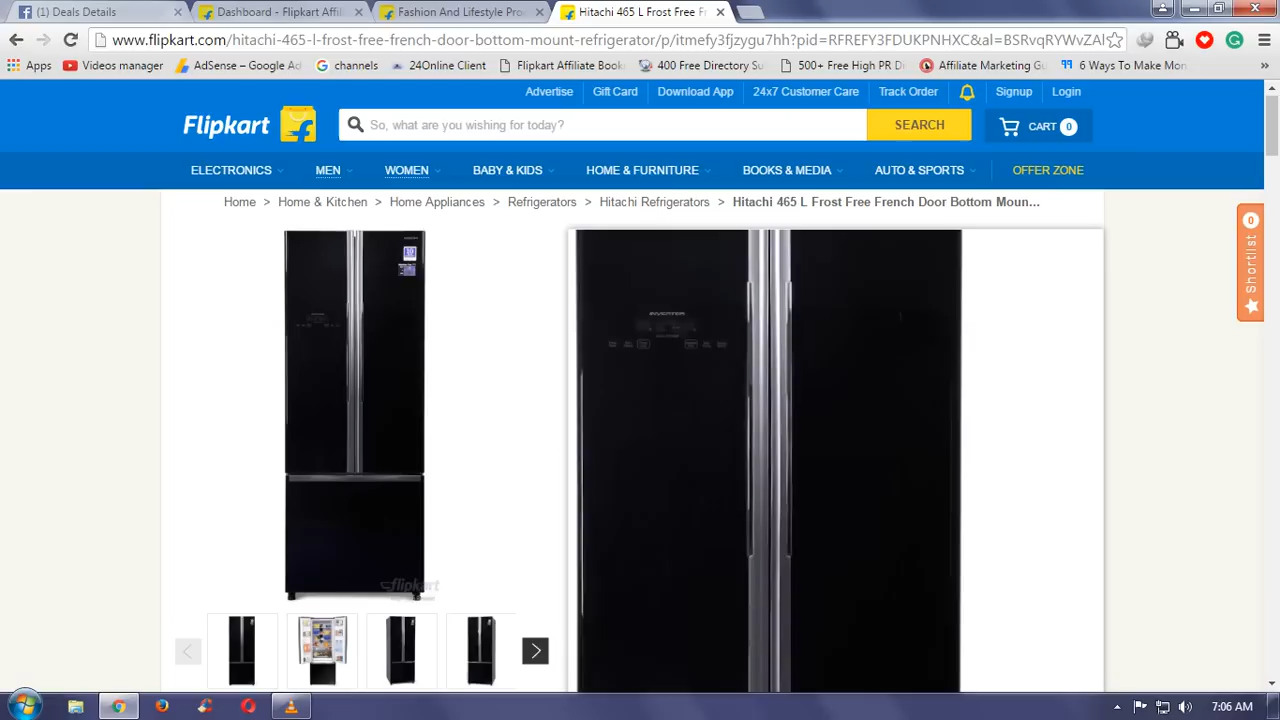 Deals Details
Dashboard - Flipkart Affil
Fashion And Lifestyle Pro
Hitachi 465 L Frost Free F
www.flipkart.com/hitachi-465-l-frost-free-french-door-bottom-mount-refrigerator/p/itmefy3fjzygu7hh?pid=RFREFY3FDUKPNHXC&al=BSRvqRYWvZAl
Apps Videos manager AdSense – Google Ad channels 24Online Client Flipkart Affiliate Book 400 Free Directory Su 500+ Free High PR Di Affiliate Marketing Gu 6 Ways To Make Mon »
Advertise Gift Card Download App 24x7 Customer Care Track Order Signup Login
Flipkart So, what are you wishing for today? SEARCH CART 0
ELECTRONICS MEN WOMEN BABY & KIDS HOME & FURNITURE BOOKS & MEDIA AUTO & SPORTS OFFER ZONE
Home > Home & Kitchen > Home Appliances > Refrigerators > Hitachi Refrigerators > Hitachi 465 L Frost Free French Door Bottom Moun...
0
Shortlist
flipkart
7:06 AM